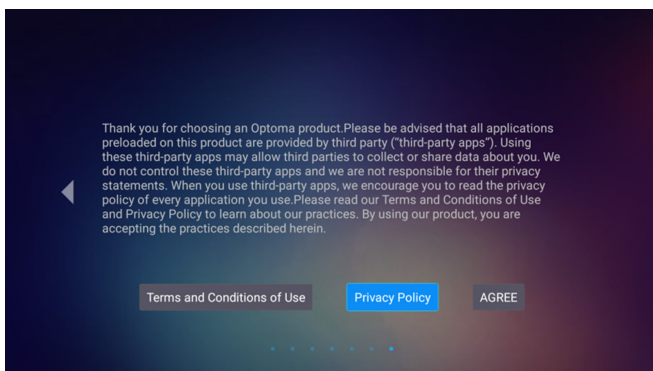 Thank you for choosing an Optoma product.Please be advised that all applications
preloaded on this product are provided by third party (“third-party apps”). Using
these third-party apps may allow third parties to collect or share data about you. We
do not control these third-party apps and we are not responsible for their privacy
statements. When you use third-party apps, we encourage you to read the privacy
policy of every application you use.Please read our Terms and Conditions of Use
and Privacy Policy to learn about our practices. By using our product, you are
accepting the practices described herein.
Terms and Conditions of Use
Privacy Policy
AGREE